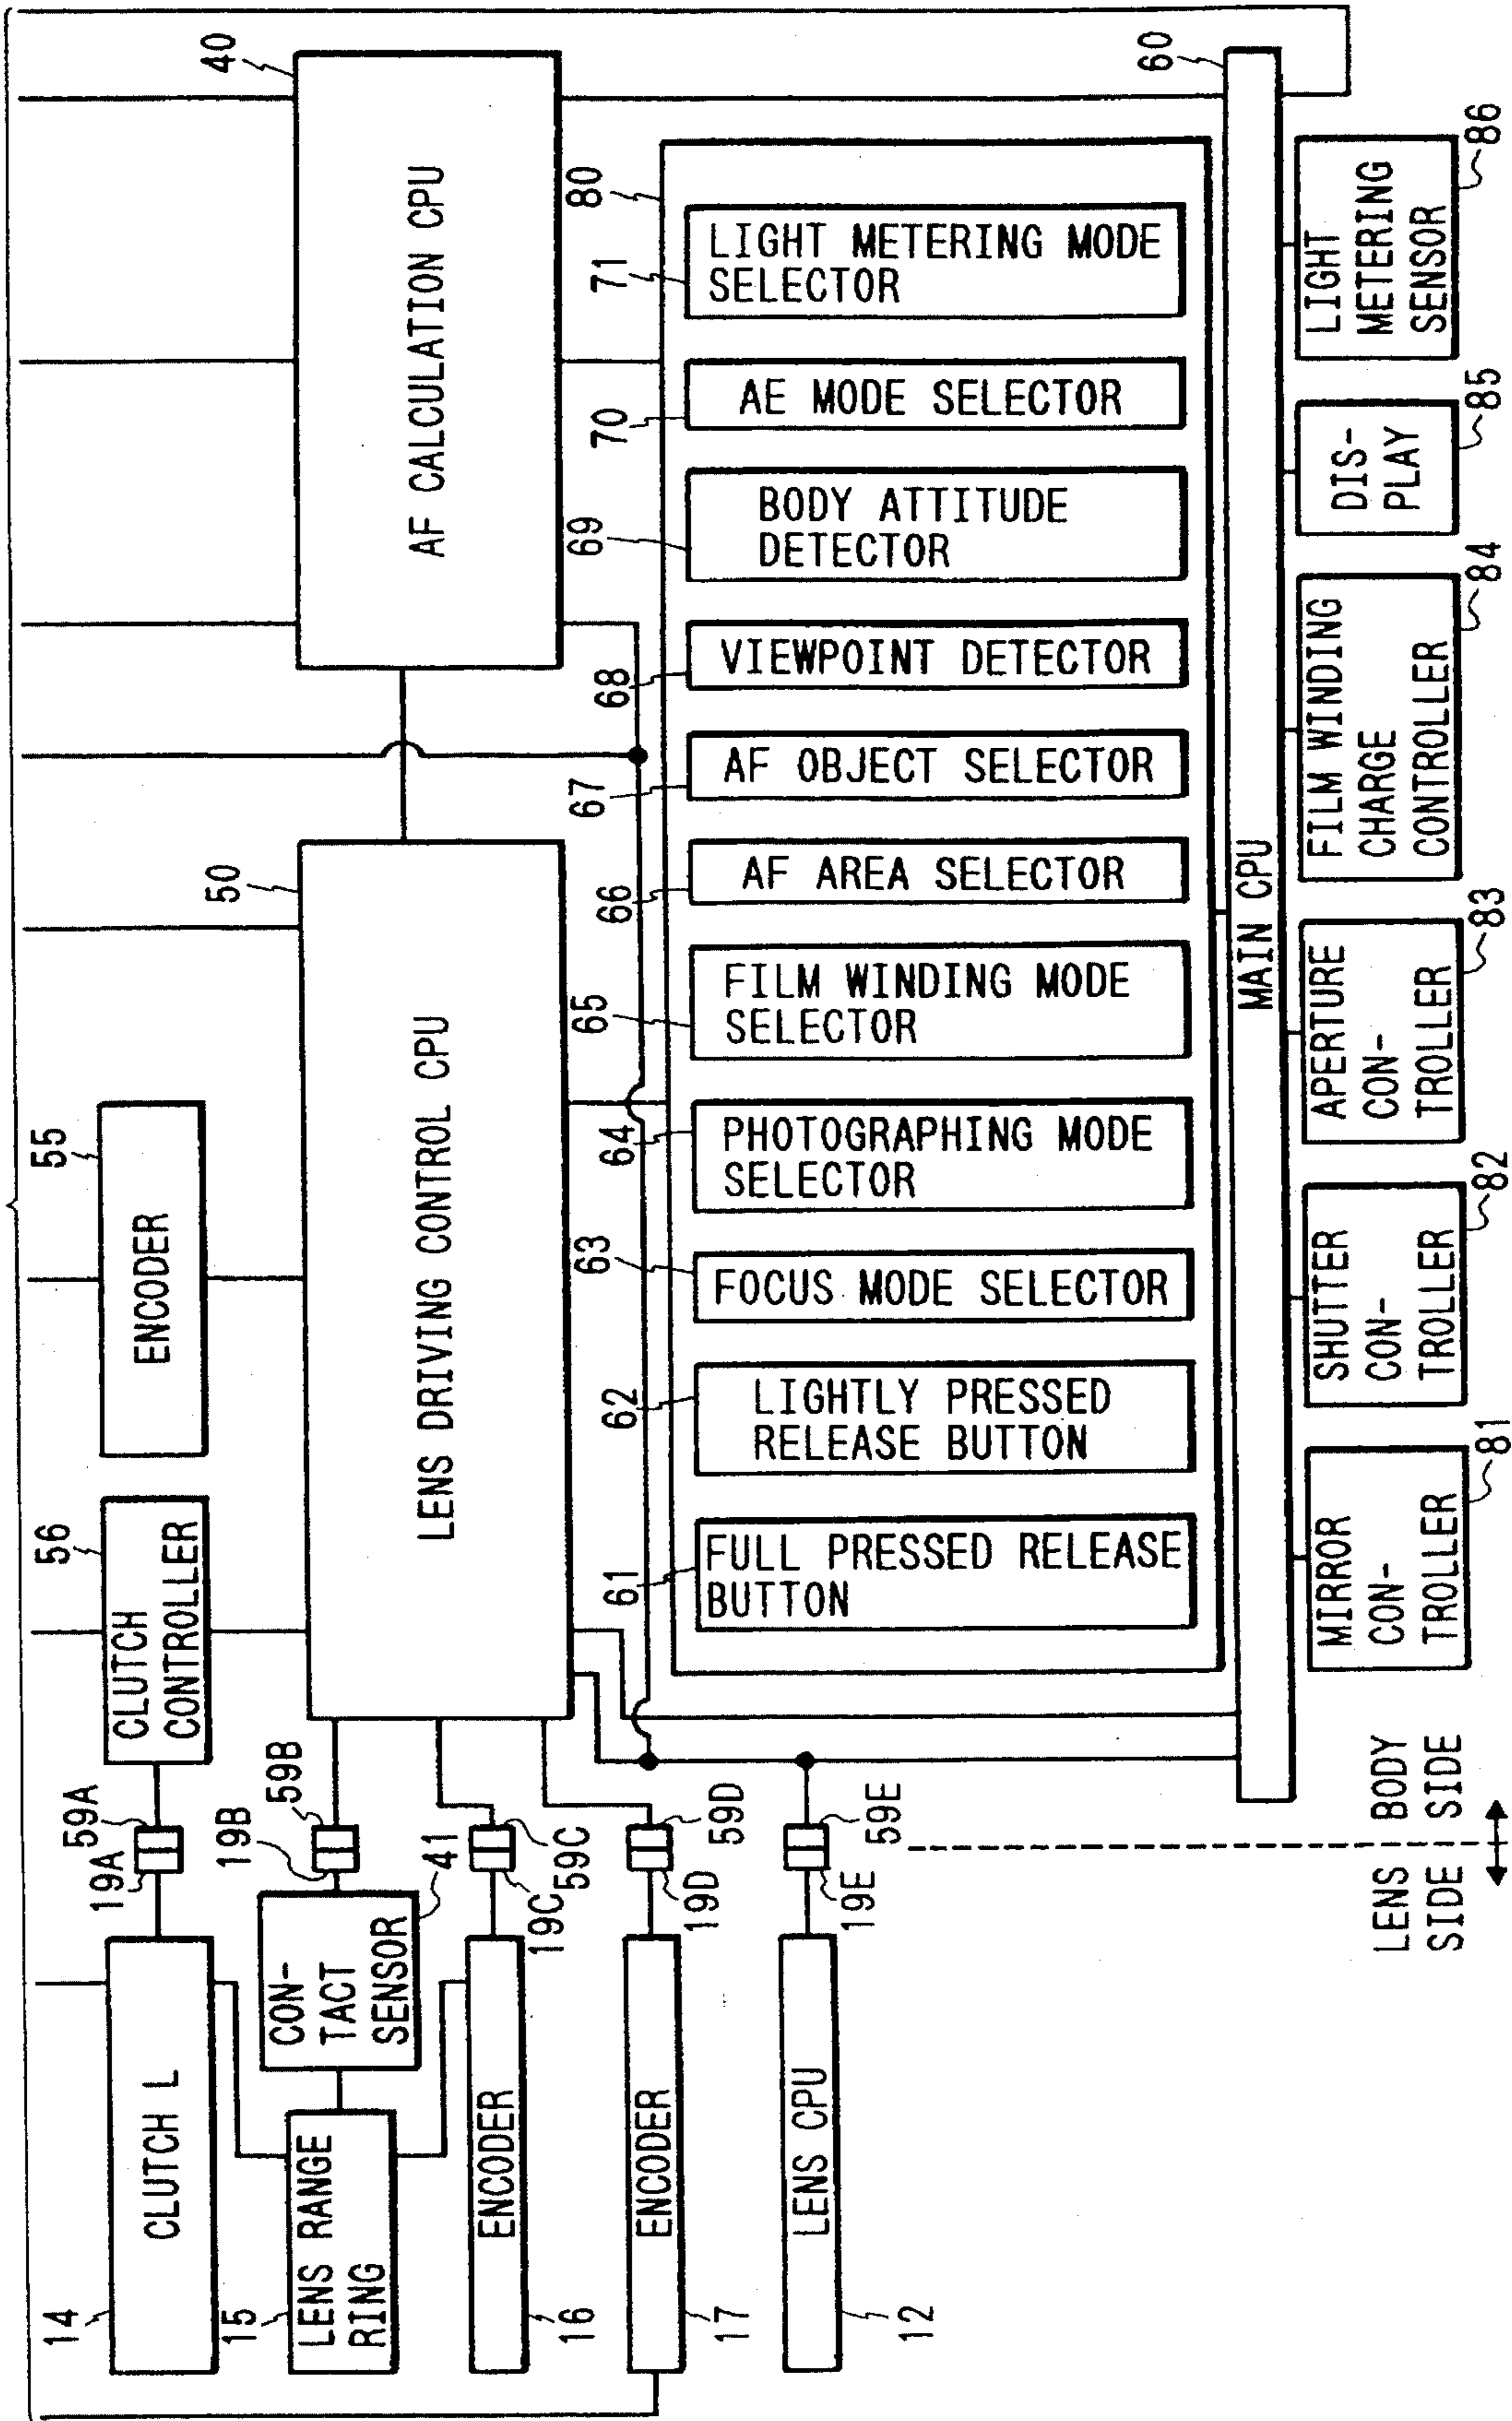 40
AF CALCULATION CPU
50
LENS DRIVING CONTROL CPU
55
ENCODER
56
CLUTCH
CONTROLLER
59A
19A
59B
19B
41
59C
19C
59D
19D
59E
19E
14
CLUTCH L
15
LENS RANGE
RING
CON-
TACT
SENSOR
16
ENCODER
17
ENCODER
12
LENS CPU
80
61
FULL PRESSED RELEASE
BUTTON
62
LIGHTLY PRESSED
RELEASE BUTTON
63
FOCUS MODE SELECTOR
64
PHOTOGRAPHING MODE
SELECTOR
65
FILM WINDING MODE
SELECTOR
66
AF AREA SELECTOR
67
AF OBJECT SELECTOR
68
VIEWPOINT DETECTOR
69
BODY ATTITUDE
DETECTOR
70
AE MODE SELECTOR
71
LIGHT METERING MODE
SELECTOR
60
MAIN CPU
MIRROR
CON-
TROLLER
81
SHUTTER
CON-
TROLLER
82
APERTURE
CON-
TROLLER
83
FILM WINDING
CHARGE
CONTROLLER
84
DIS-
PLAY
85
LIGHT
METERING
SENSOR
86
LENS
SIDE
BODY
SIDE